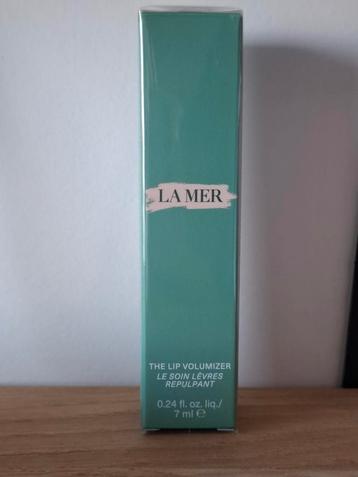 LA MER
THE LIP VOLUMIZER
LE SOIN LÈVRES
REPULPANT
0.24 fl. oz. liq./
7 ml ℮